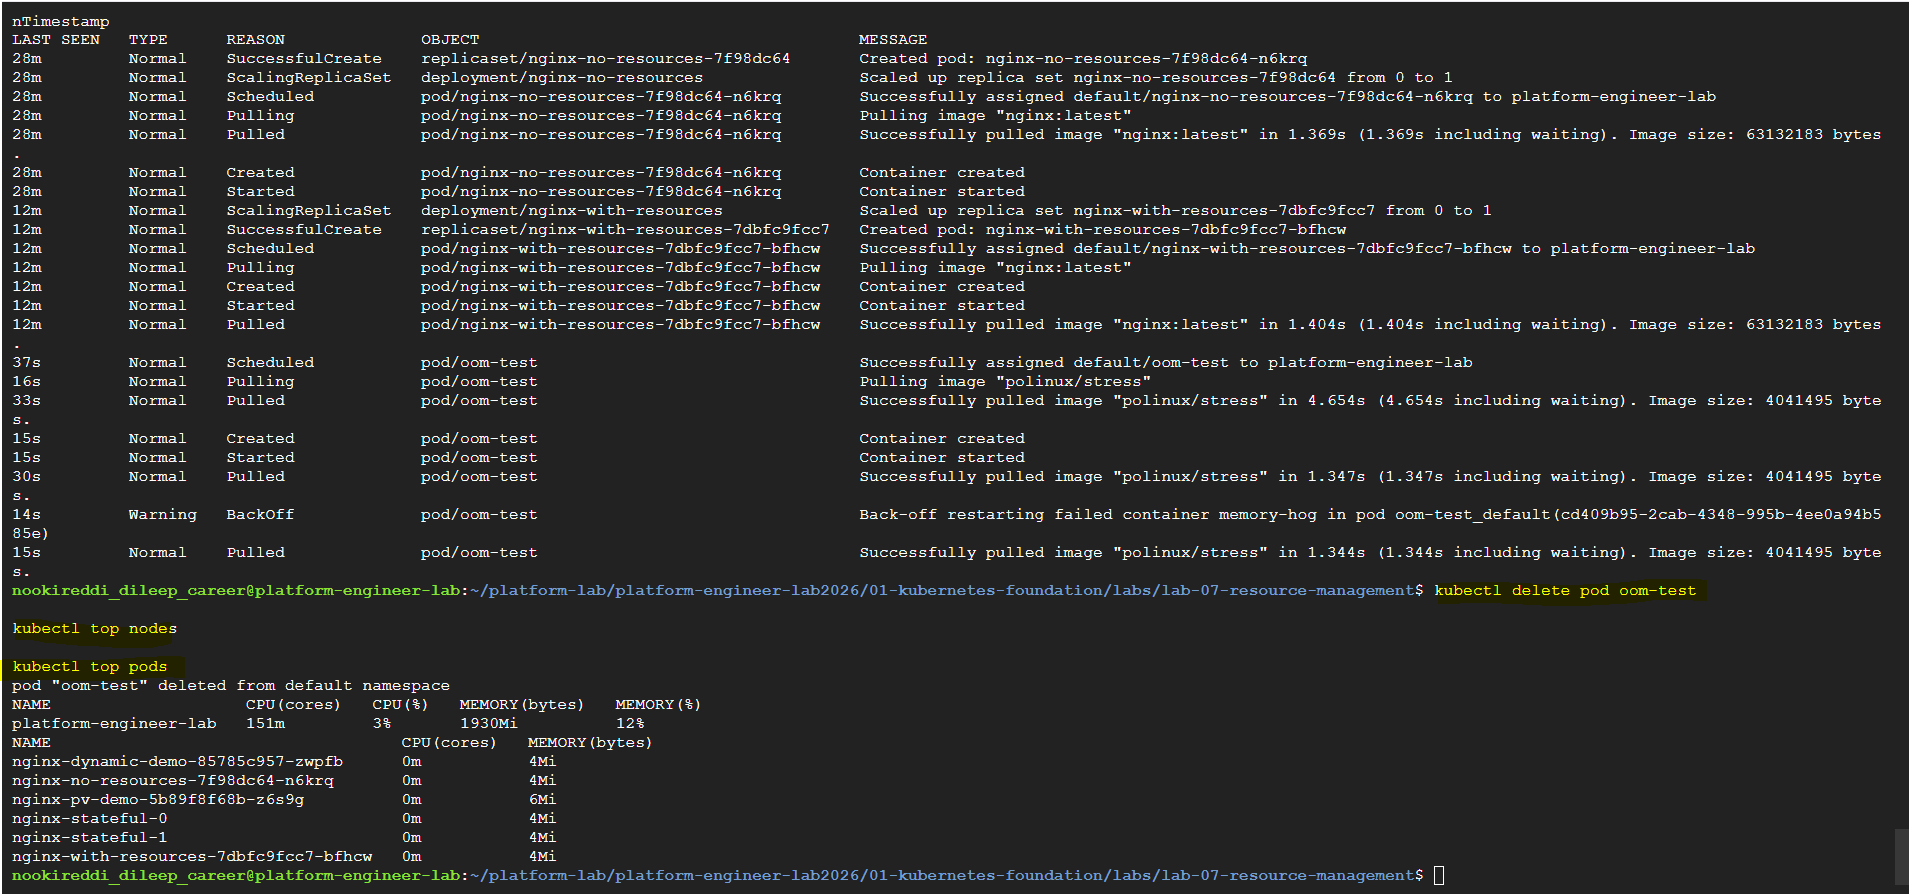 nTimestamp
LAST SEEN   TYPE      REASON              OBJECT                                       MESSAGE
28m         Normal    SuccessfulCreate    replicaset/nginx-no-resources-7f98dc64       Created pod: nginx-no-resources-7f98dc64-n6krq
28m         Normal    ScalingReplicaSet   deployment/nginx-no-resources                Scaled up replica set nginx-no-resources-7f98dc64 from 0 to 1
28m         Normal    Scheduled           pod/nginx-no-resources-7f98dc64-n6krq        Successfully assigned default/nginx-no-resources-7f98dc64-n6krq to platform-engineer-lab
28m         Normal    Pulling             pod/nginx-no-resources-7f98dc64-n6krq        Pulling image "nginx:latest"
28m         Normal    Pulled              pod/nginx-no-resources-7f98dc64-n6krq        Successfully pulled image "nginx:latest" in 1.369s (1.369s including waiting). Image size: 63132183 bytes
.
28m         Normal    Created             pod/nginx-no-resources-7f98dc64-n6krq        Container created
28m         Normal    Started             pod/nginx-no-resources-7f98dc64-n6krq        Container started
12m         Normal    ScalingReplicaSet   deployment/nginx-with-resources              Scaled up replica set nginx-with-resources-7dbfc9fcc7 from 0 to 1
12m         Normal    SuccessfulCreate    replicaset/nginx-with-resources-7dbfc9fcc7   Created pod: nginx-with-resources-7dbfc9fcc7-bfhcw
12m         Normal    Scheduled           pod/nginx-with-resources-7dbfc9fcc7-bfhcw    Successfully assigned default/nginx-with-resources-7dbfc9fcc7-bfhcw to platform-engineer-lab
12m         Normal    Pulling             pod/nginx-with-resources-7dbfc9fcc7-bfhcw    Pulling image "nginx:latest"
12m         Normal    Created             pod/nginx-with-resources-7dbfc9fcc7-bfhcw    Container created
12m         Normal    Started             pod/nginx-with-resources-7dbfc9fcc7-bfhcw    Container started
12m         Normal    Pulled              pod/nginx-with-resources-7dbfc9fcc7-bfhcw    Successfully pulled image "nginx:latest" in 1.404s (1.404s including waiting). Image size: 63132183 bytes
.
37s         Normal    Scheduled           pod/oom-test                                 Successfully assigned default/oom-test to platform-engineer-lab
16s         Normal    Pulling             pod/oom-test                                 Pulling image "polinux/stress"
33s         Normal    Pulled              pod/oom-test                                 Successfully pulled image "polinux/stress" in 4.654s (4.654s including waiting). Image size: 4041495 byte
s.
15s         Normal    Created             pod/oom-test                                 Container created
15s         Normal    Started             pod/oom-test                                 Container started
30s         Normal    Pulled              pod/oom-test                                 Successfully pulled image "polinux/stress" in 1.347s (1.347s including waiting). Image size: 4041495 byte
s.
14s         Warning   BackOff             pod/oom-test                                 Back-off restarting failed container memory-hog in pod oom-test_default(cd409b95-2cab-4348-995b-4ee0a94b5
85e)
15s         Normal    Pulled              pod/oom-test                                 Successfully pulled image "polinux/stress" in 1.344s (1.344s including waiting). Image size: 4041495 byte
s.
nookireddi_dileep_career@platform-engineer-lab:~/platform-lab/platform-engineer-lab2026/01-kubernetes-foundation/labs/lab-07-resource-management$ kubectl delete pod oom-test
kubectl top nodes
kubectl top pods
pod "oom-test" deleted from default namespace
NAME                    CPU(cores)   CPU(%)   MEMORY(bytes)   MEMORY(%)
platform-engineer-lab   151m         3%       1930Mi          12%
NAME                                    CPU(cores)   MEMORY(bytes)
nginx-dynamic-demo-85785c957-zwpfb      0m           4Mi
nginx-no-resources-7f98dc64-n6krq       0m           4Mi
nginx-pv-demo-5b89f8f68b-z6s9g          0m           6Mi
nginx-stateful-0                        0m           4Mi
nginx-stateful-1                        0m           4Mi
nginx-with-resources-7dbfc9fcc7-bfhcw   0m           4Mi
nookireddi_dileep_career@platform-engineer-lab:~/platform-lab/platform-engineer-lab2026/01-kubernetes-foundation/labs/lab-07-resource-management$